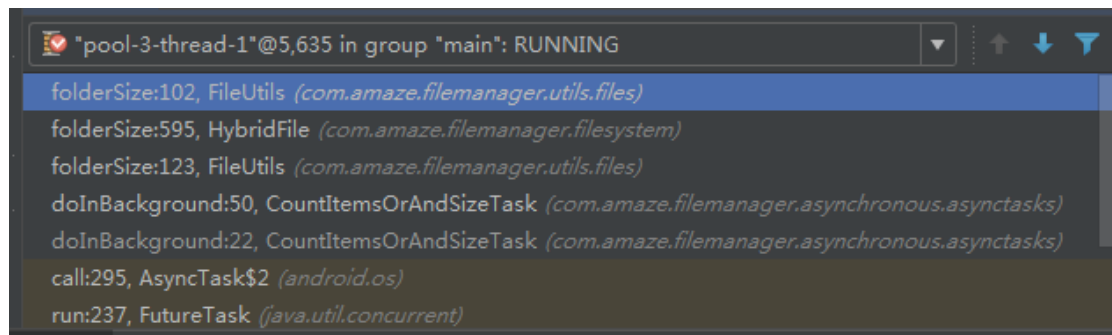 "pool-3-thread-1"@5,635 in group "main": RUNNING
folderSize:102, FileUtils (com.amaze.filemanager.utils.files)
folderSize:595, HybridFile (com.amaze.filemanager.filesystem)
folderSize:123, FileUtils (com.amaze.filemanager.utils.files)
doInBackground:50, CountItemsOrAndSizeTask (com.amaze.filemanager.asynchronous.asynctasks)
doInBackground:22, CountItemsOrAndSizeTask (com.amaze.filemanager.asynchronous.asynctasks)
call:295, AsyncTask$2 (android.os)
run:237, FutureTask (java.util.concurrent)